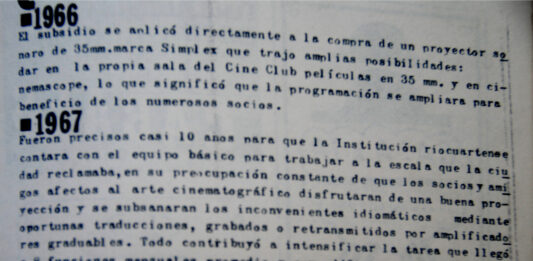 ■1966
El subsidio se aplicó directamente a la compra de un proyector so
noro de 35mm.marca Simplex que trajo amplias posibilidades:
dar en la propia sala del Cine Club películas en 35 mm. y en ci-
nemascope, lo que significó que la programación se ampliara para
beneficio de los numerosos socios.
■1967
Fueron precisos casi 10 anos para que la Institución riocuartense
contara con el equipo básico para trabajar a la escala que la ciu
dad reclamaba,en su preocupación constante de que los socios y ami
gos afectos al arte cinematográfico disfrutaran de una buena pro-
yección y se subsanaran los inconvenientes idiomáticos mediante
oportunas traducciones, grabados o retransmitidos por amplificado
res graduables. Todo contribuyó a intensificar la tarea que llegó
funciones mensuales